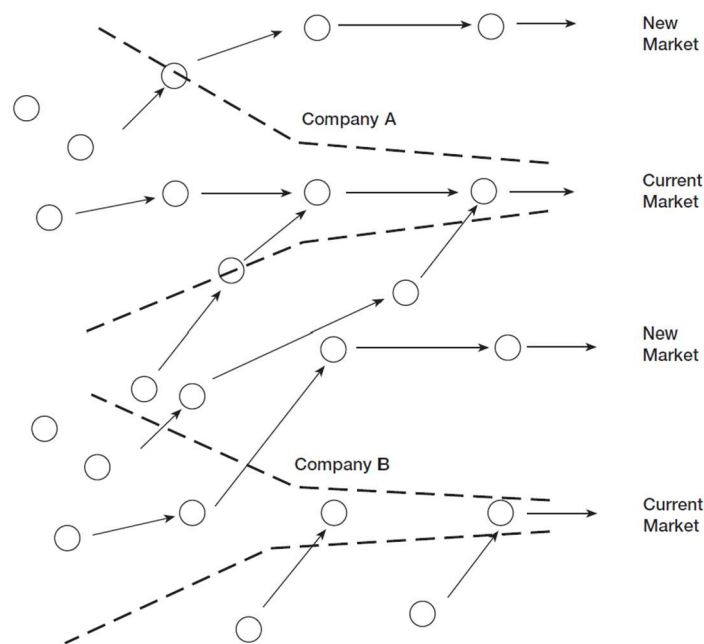 New
Market
Company A
Current
Market
New
Market
Company B
Current
Market